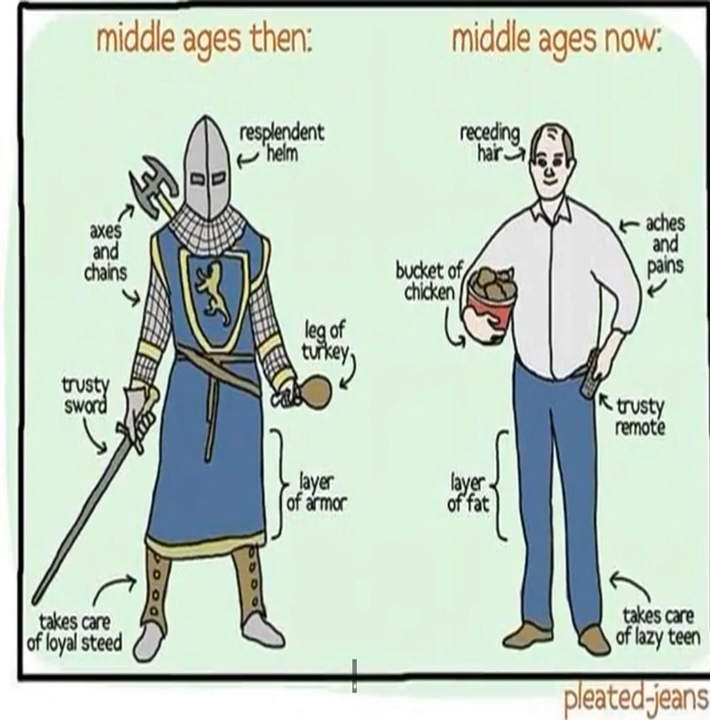 middle ages then:
resplendent
helm
axes
and
chains
leg of
turkey
trusty
sword
layer
of armor
takes care
of loyal steed
middle ages now:
receding
hair
aches
and
pains
bucket of
chicken
trusty
remote
layer
of fat
takes care
of lazy teen
pleated-jeans